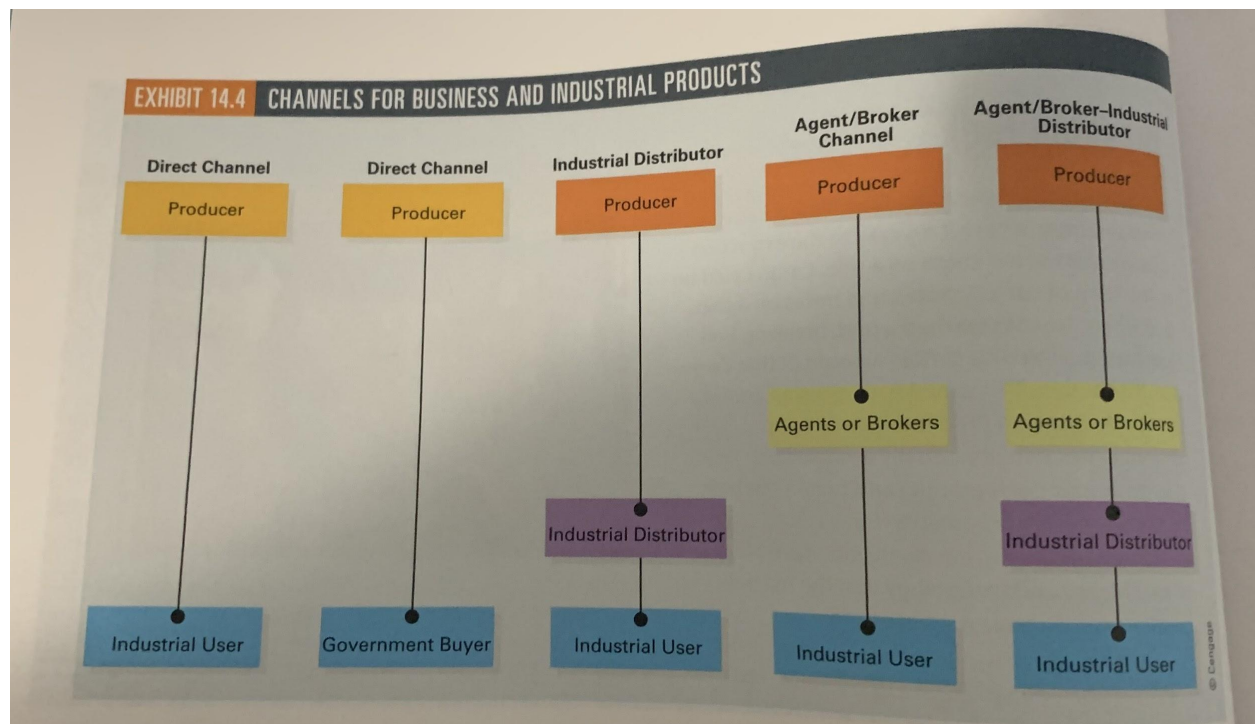 EXHIBIT 14.4 CHANNELS FOR BUSINESS AND INDUSTRIAL PRODUCTS
Direct Channel
Producer
Industrial User
Direct Channel
Producer
Government Buyer
Industrial Distributor
Producer
Industrial Distributor
Industrial User
Agent/Broker
Channel
Producer
Agents or Brokers
Industrial User
Agent/Broker–Industrial
Distributor
Producer
Agents or Brokers
Industrial Distributor
Industrial User
© Cengage